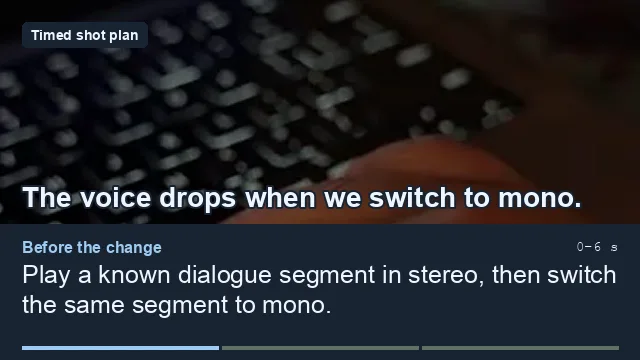 Timed shot plan
The voice drops when we switch to mono.
Before the change
0–6 s
Play a known dialogue segment in stereo, then switch
the same segment to mono.